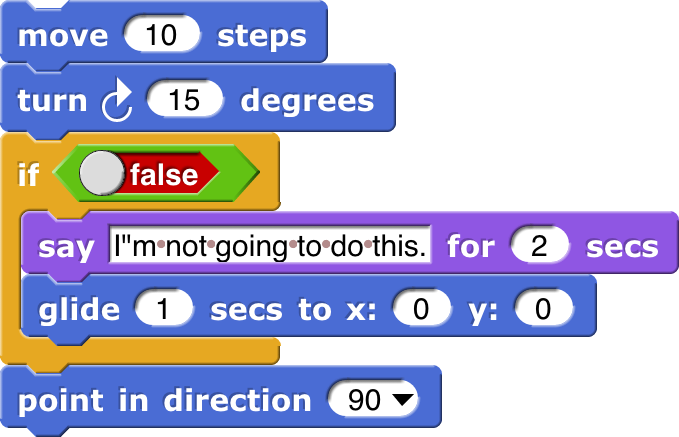 move 10 steps
turn 15 degrees
if false
say I"m not going to do this. for 2 secs
glide 1 secs to x: 0 y: 0
point in direction 90